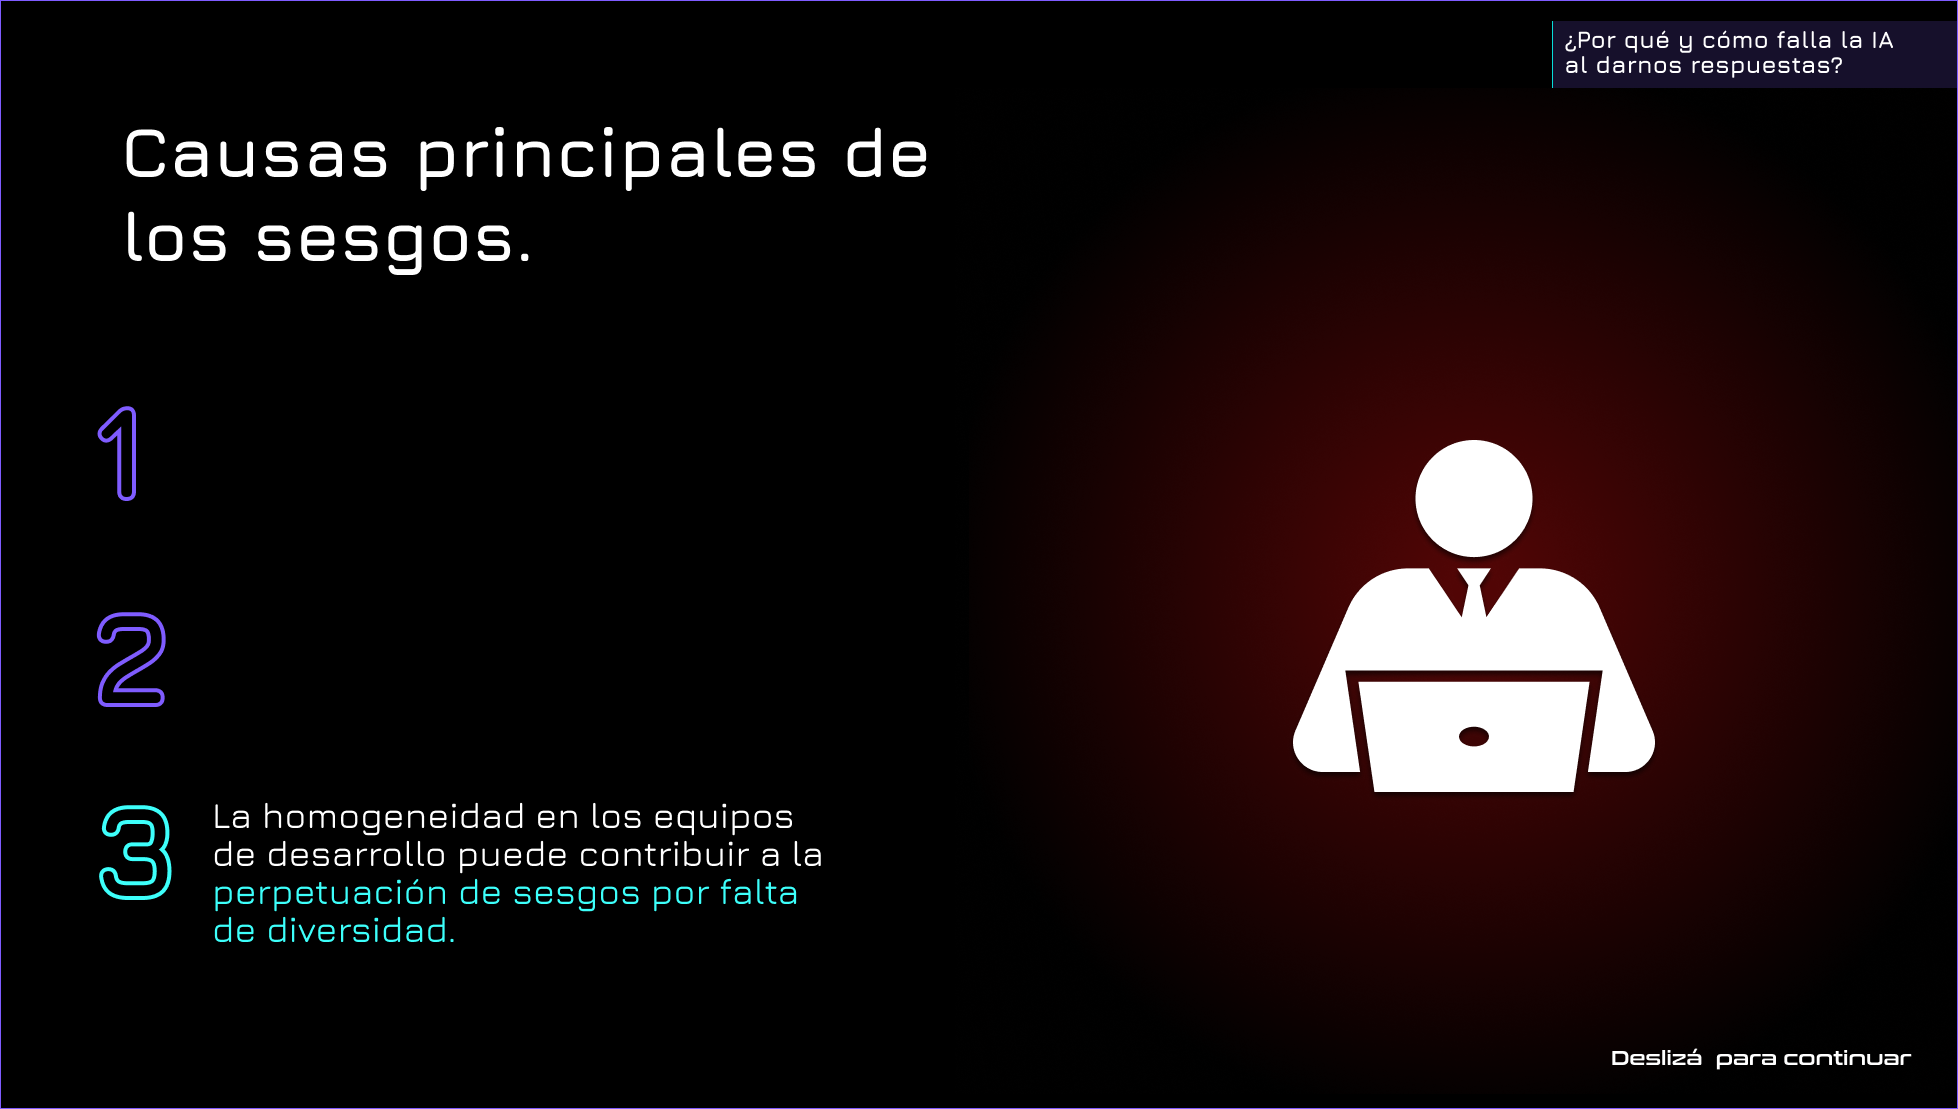 ¿Por qué y cómo falla la IA
al darnos respuestas?
Causas principales de
los sesgos.
1
2
3
La homogeneidad en los equipos
de desarrollo puede contribuir a la
perpetuación de sesgos por falta
de diversidad.
Deslizá para continuar